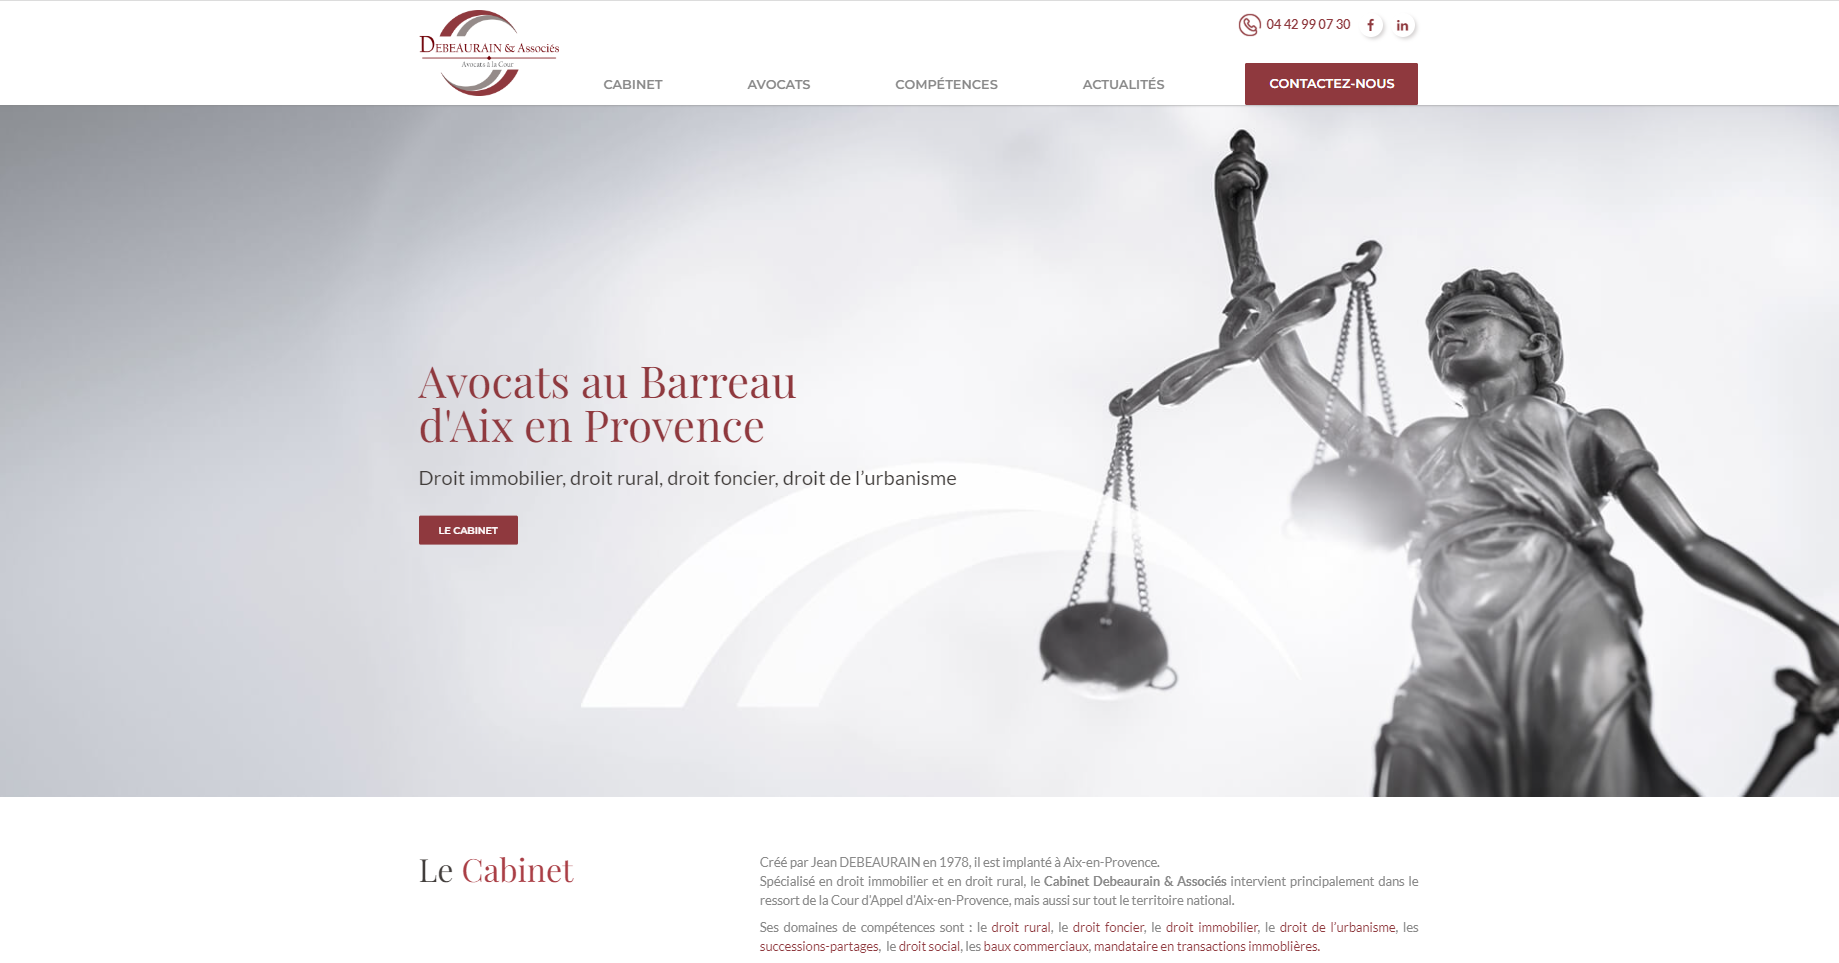 DEBEAURAIN & Associés
Avocats à la Cour
04 42 99 07 30
f
in
CABINET
AVOCATS
COMPÉTENCES
ACTUALITÉS
CONTACTEZ-NOUS
Avocats au Barreau
d'Aix en Provence
Droit immobilier, droit rural, droit foncier, droit de l’urbanisme
LE CABINET
Le Cabinet
Créé par Jean DEBEAURAIN en 1978, il est implanté à Aix-en-Provence.
Spécialisé en droit immobilier et en droit rural, le Cabinet Debeaurain & Associés intervient principalement dans le
ressort de la Cour d'Appel d'Aix-en-Provence, mais aussi sur tout le territoire national.
Ses domaines de compétences sont : le droit rural, le droit foncier, le droit immobilier, le droit de l’urbanisme, les
successions-partages, le droit social, les baux commerciaux, mandataire en transactions immoblières.